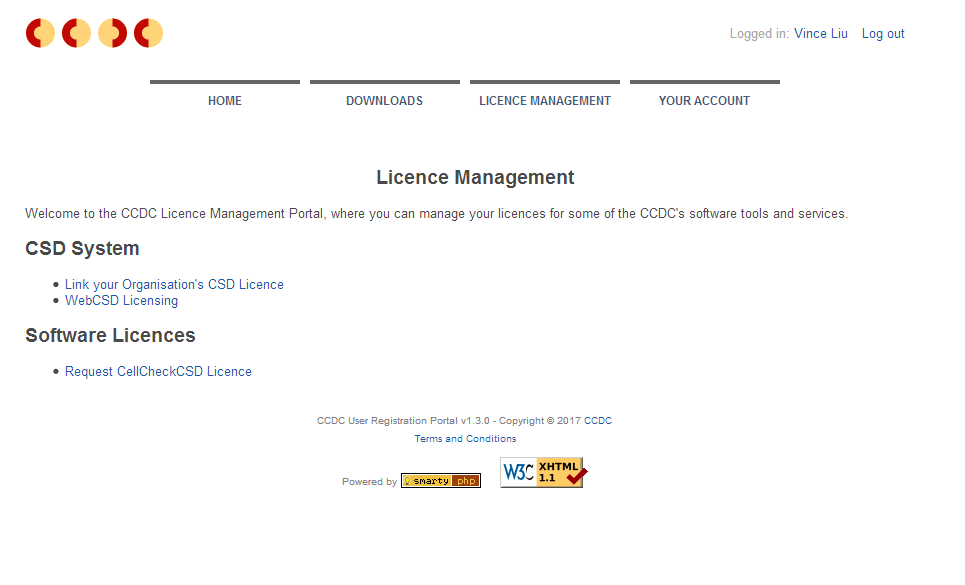 Logged in: Vince Liu Log out
HOME DOWNLOADS LICENCE MANAGEMENT YOUR ACCOUNT
Licence Management
Welcome to the CCDC Licence Management Portal, where you can manage your licences for some of the CCDC's software tools and services.
CSD System
• Link your Organisation's CSD Licence
• WebCSD Licensing
Software Licences
• Request CellCheckCSD Licence
CCDC User Registration Portal v1.3.0 - Copyright © 2017 CCDC
Terms and Conditions
Powered by smarty php W3C XHTML 1.1